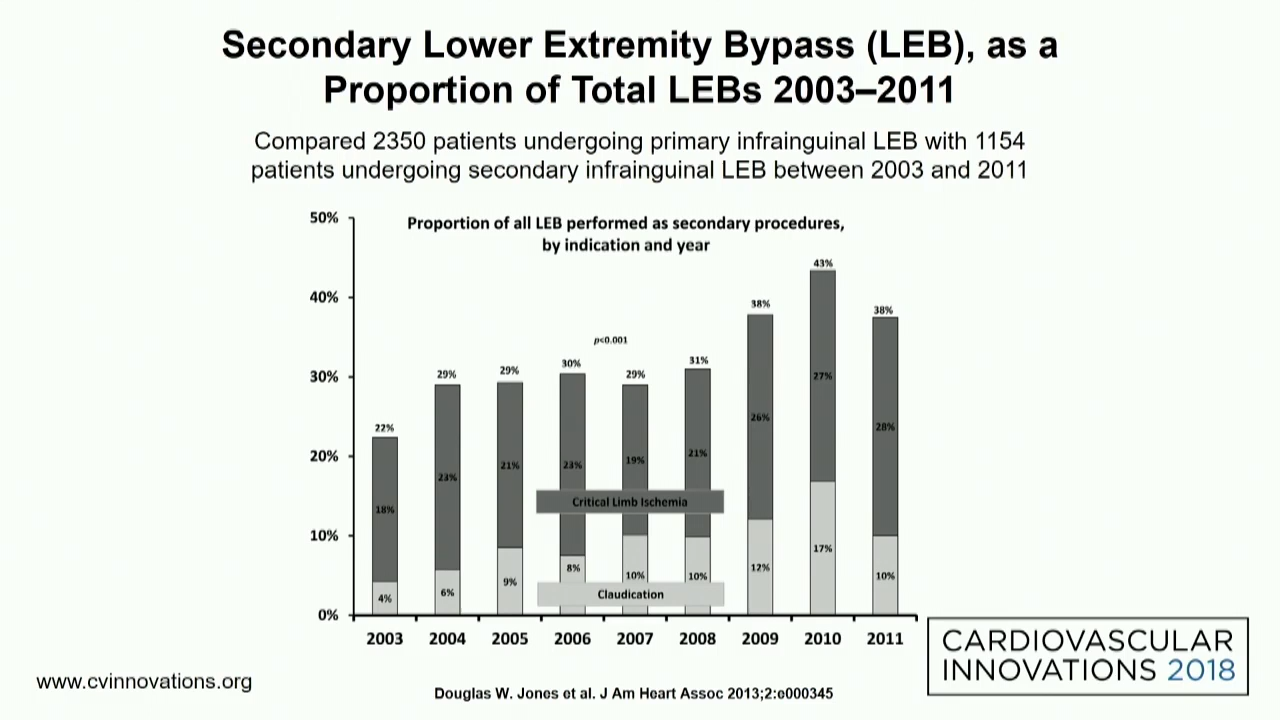 Secondary Lower Extremity Bypass (LEB), as a
Proportion of Total LEBs 2003–2011
Compared 2350 patients undergoing primary infrainguinal LEB with 1154
patients undergoing secondary infrainguinal LEB between 2003 and 2011
Proportion of all LEB performed as secondary procedures,
by indication and year
50%
40%
30%
20%
10%
0%
p<0.001
22%
29%
29%
30%
29%
31%
38%
43%
38%
18%
23%
21%
23%
19%
21%
26%
27%
28%
Critical Limb Ischemia
4%
6%
9%
8%
10%
10%
12%
17%
10%
Claudication
2003 2004 2005 2006 2007 2008 2009 2010 2011
CARDIOVASCULAR
INNOVATIONS 2018
www.cvinnovations.org
Douglas W. Jones et al. J Am Heart Assoc 2013;2:e000345